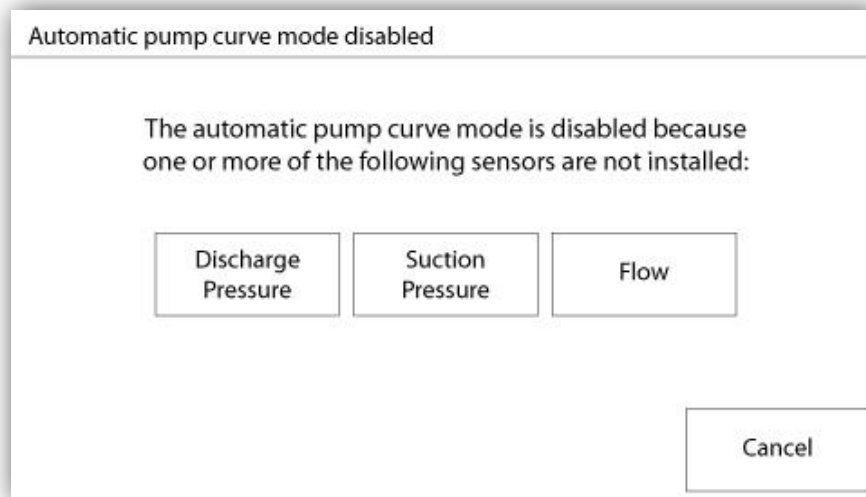 Automatic pump curve mode disabled
The automatic pump curve mode is disabled because
one or more of the following sensors are not installed:
Discharge
Pressure
Suction
Pressure
Flow
Cancel